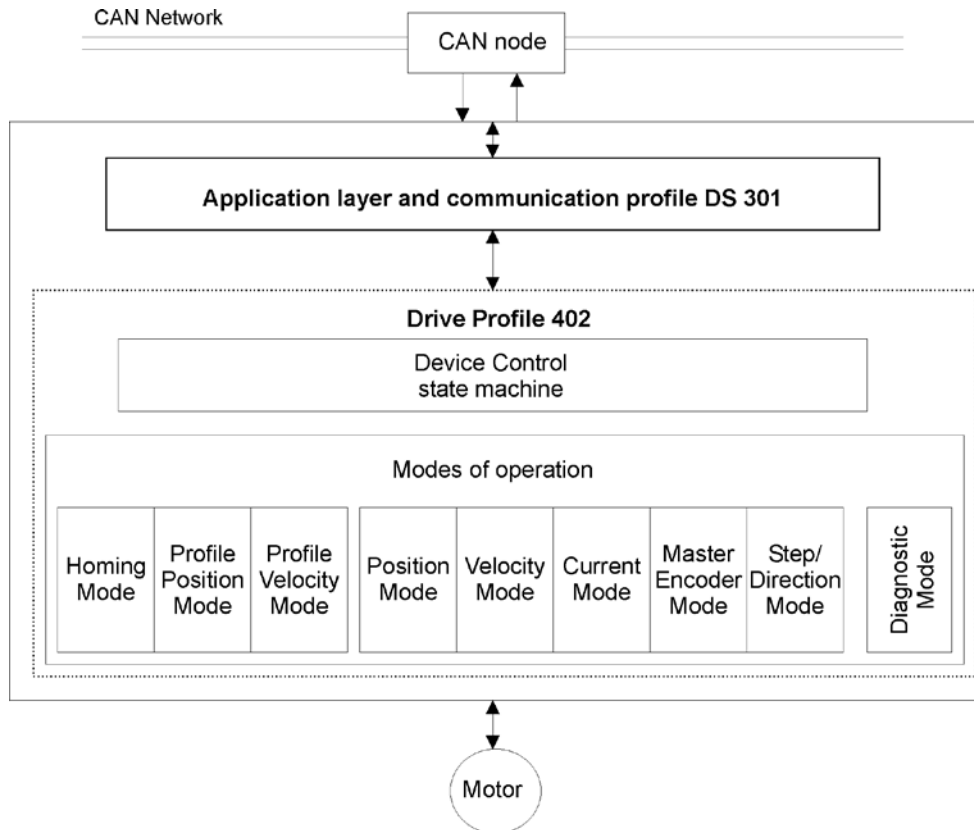 CAN Network
CAN node
Application layer and communication profile DS 301
Drive Profile 402
Device Control
state machine
Modes of operation
Homing
Mode
Profile
Position
Mode
Profile
Velocity
Mode
Position
Mode
Velocity
Mode
Current
Mode
Master
Encoder
Mode
Step/
Direction
Mode
Diagnostic
Mode
Motor